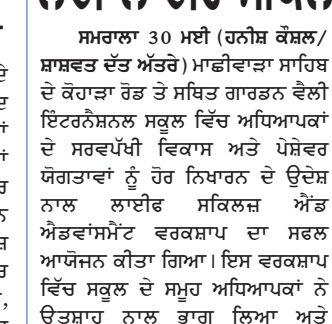 ਸਮਰਾਲਾ 30 ਮਈ (ਹਨੀਸ਼ ਕੌਸ਼ਲ/
ਸ਼ਾਸ਼ਵਤ ਦੱਤ ਅੱਤਰੇ) ਮਾਛੀਵਾੜਾ ਸਾਹਿਬ
ਦੇ ਕੋਹਾੜਾ ਰੋਡ ਤੇ ਸਥਿਤ ਗਾਰਡਨ ਵੈਲੀ
ਇੰਟਰਨੈਸ਼ਨਲ ਸਕੂਲ ਵਿੱਚ ਅਧਿਆਪਕਾਂ
ਦੇ ਸਰਵਪੱਖੀ ਵਿਕਾਸ ਅਤੇ ਪੇਸ਼ੇਵਰ
ਯੋਗਤਾਵਾਂ ਨੂੰ ਹੋਰ ਨਿਖਾਰਨ ਦੇ ਉਦੇਸ਼
ਨਾਲ ਲਾਈਫ ਸਕਿਲਜ਼ ਐਂਡ
ਐਡਵਾਂਸਮੈਂਟ ਵਰਕਸ਼ਾਪ ਦਾ ਸਫਲ
ਆਯੋਜਨ ਕੀਤਾ ਗਿਆ। ਇਸ ਵਰਕਸ਼ਾਪ
ਵਿੱਚ ਸਕੂਲ ਦੇ ਸਮੂਹ ਅਧਿਆਪਕਾਂ ਨੇ
ਉਤਸ਼ਾਹ ਨਾਲ ਭਾਗ ਲਿਆ ਅਤੇ